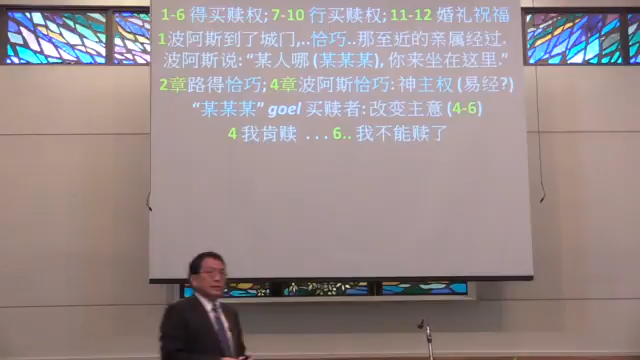 1-6 得买赎权; 7-10 行买赎权; 11-12 婚礼祝福
1波阿斯到了城门,..恰巧..那至近的亲属经过.
波阿斯说: “某人哪 (某某某), 你来坐在这里.”
2章路得恰巧; 4章波阿斯恰巧: 神主权 (易经?)
“某某某” goel 买赎者: 改变主意 (4-6)
4 我肯赎 ... 6.. 我不能赎了